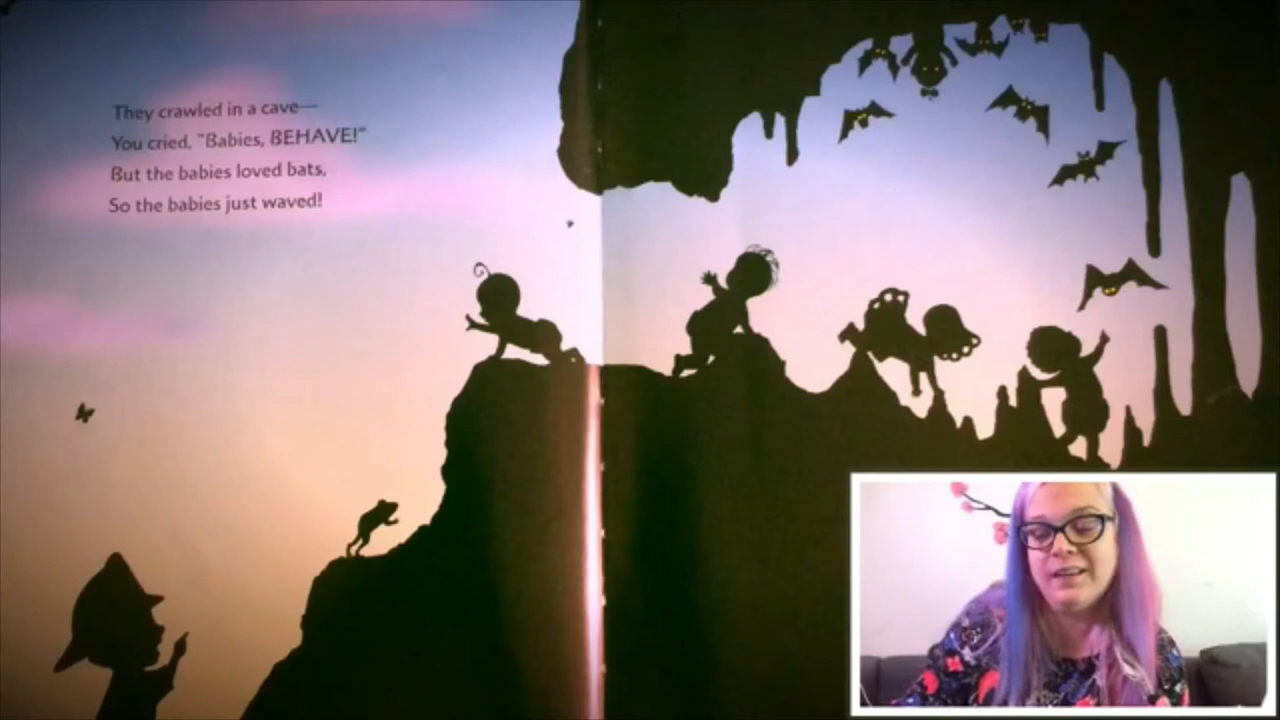 They crawled in a cave—
You cried, "Babies, BEHAVE!"
But the babies loved bats,
So the babies just waved!